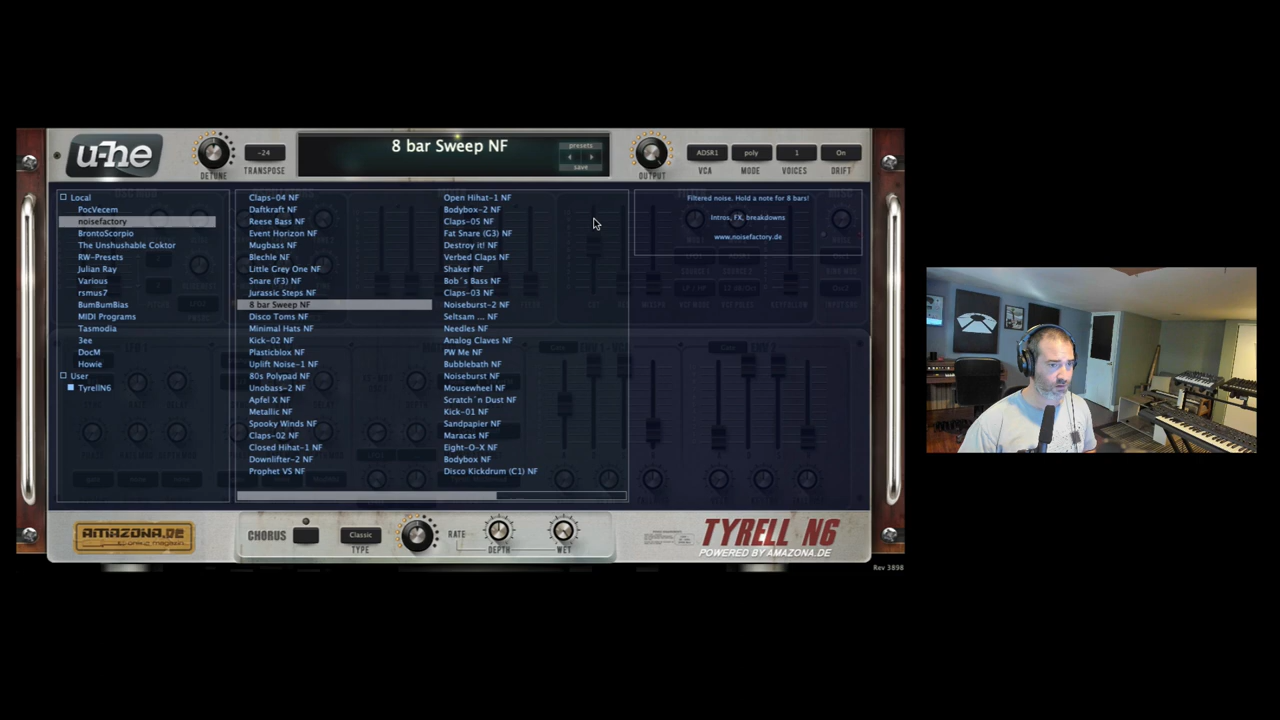 u-he
DETUNE
-24
TRANSPOSE
8 bar Sweep NF
presets
save
OUTPUT
ADSR1
VCA
poly
MODE
1
VOICES
On
DRIFT
Local
PocVecem
noisefactory
BrontoScorpio
The Unshushable Coktor
RW-Presets
Julian Ray
Various
rsmus7
BumBumBias
MIDI Programs
Tasmodia
3ee
DocM
Howie
User
TyrellN6
Claps-04 NF
Daftkraft NF
Reese Bass NF
Event Horizon NF
Mugbass NF
Blechle NF
Little Grey One NF
Snare (F3) NF
Jurassic Steps NF
8 bar Sweep NF
Disco Toms NF
Minimal Hats NF
Kick-02 NF
Plasticblox NF
Uplift Noise-1 NF
80s Polypad NF
Unobass-2 NF
Apfel X NF
Metallic NF
Spooky Winds NF
Claps-02 NF
Closed Hihat-1 NF
Downlifter-2 NF
Prophet VS NF
Open Hihat-1 NF
Bodybox-2 NF
Claps-05 NF
Fat Snare (G3) NF
Destroy it! NF
Verbed Claps NF
Shaker NF
Bob´s Bass NF
Claps-03 NF
Noiseburst-2 NF
Seltsam ... NF
Needles NF
Analog Claves NF
PW Me NF
Bubblebath NF
Noiseburst NF
Mousewheel NF
Scratch´n Dust NF
Kick-01 NF
Sandpapier NF
Maracas NF
Eight-O-X NF
Bodybox NF
Disco Kickdrum (C1) NF
Filtered noise. Hold a note for 8 bars!
Intros, FX, breakdowns
www.noisefactory.de
AMAZONA.DE
CHORUS
Classic
TYPE
RATE
DEPTH
WET
TYRELL N6
POWERED BY AMAZONA.DE
Rev 3898